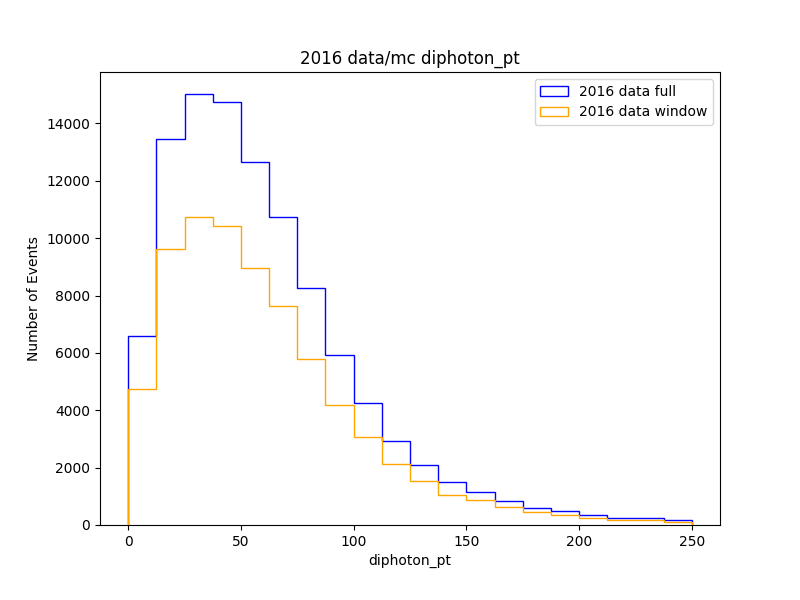 2016 data/mc diphoton_pt
2016 data full
2016 data window
Number of Events
14000
12000
10000
8000
6000
4000
2000
0
0 50 100 150 200 250
diphoton_pt